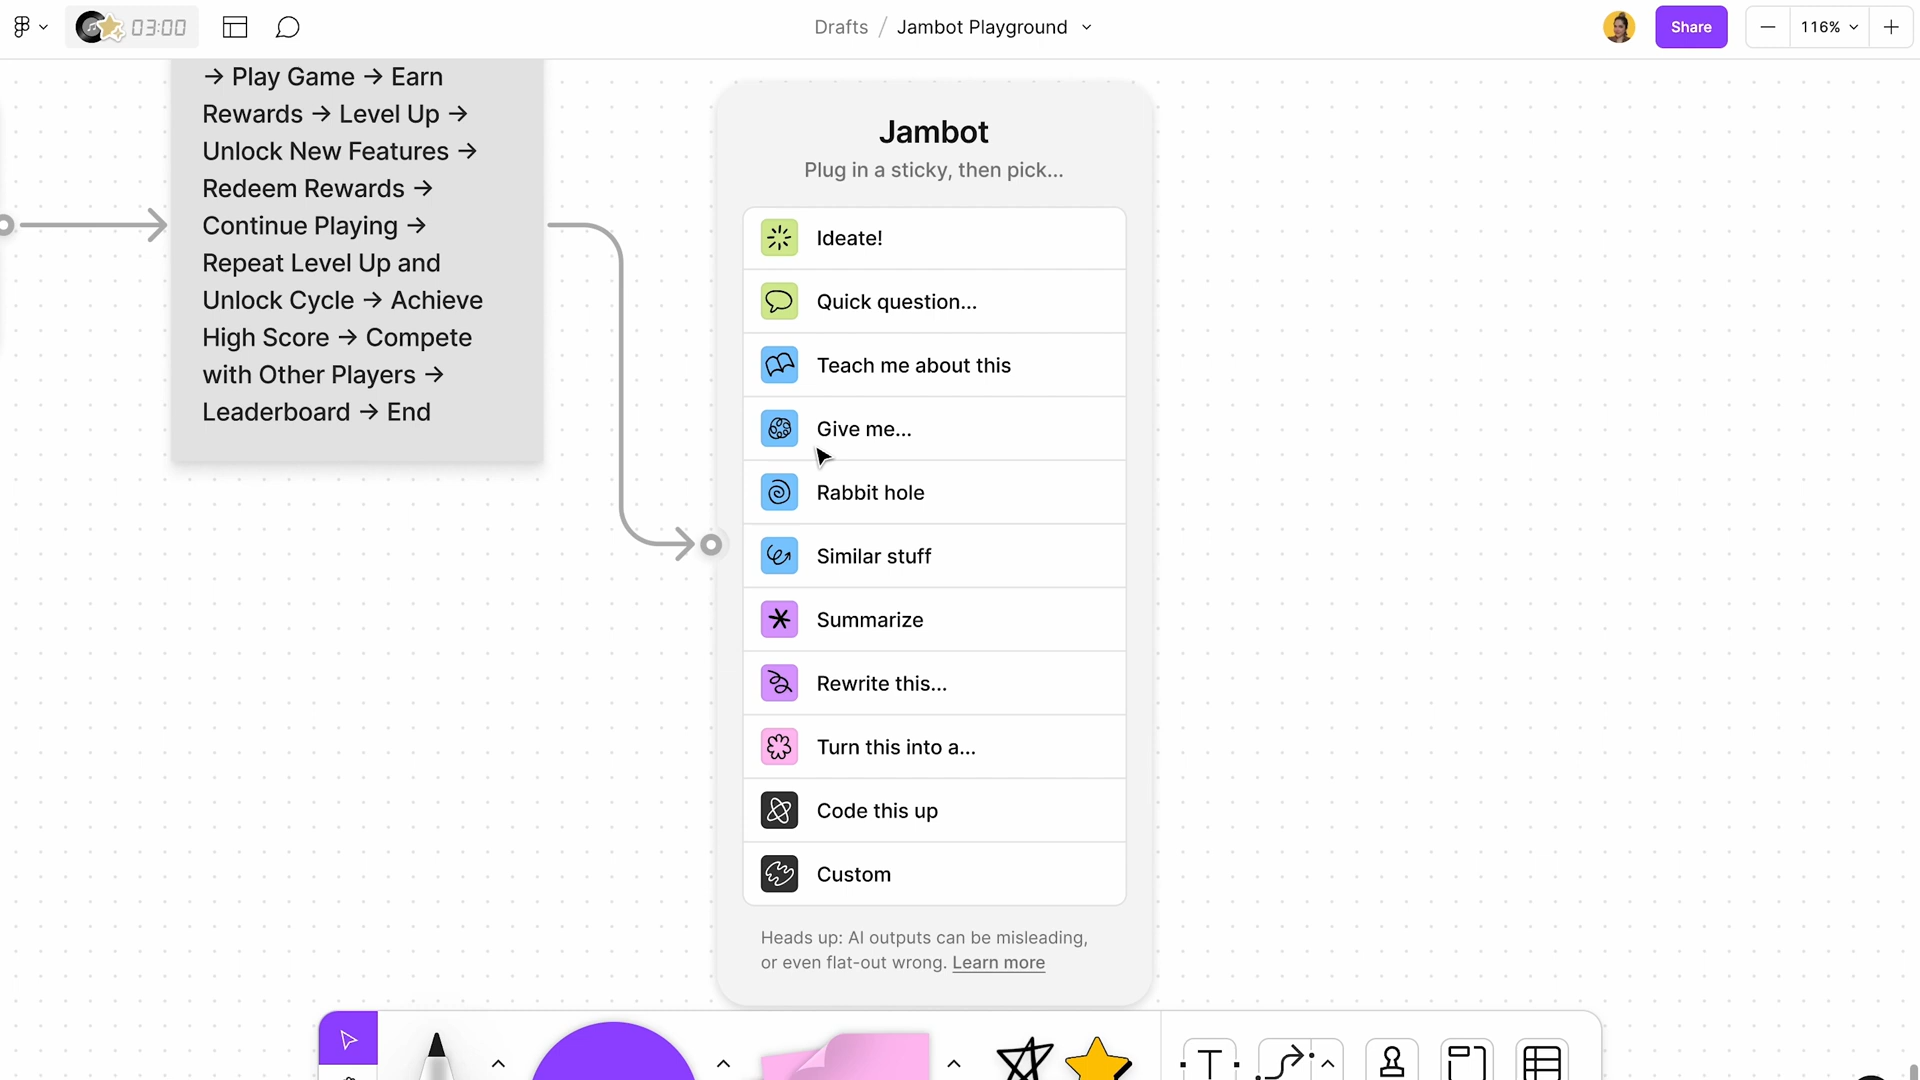 03:00
Drafts / Jambot Playground
Share
116%
→ Play Game → Earn
Rewards → Level Up →
Unlock New Features →
Redeem Rewards →
Continue Playing →
Repeat Level Up and
Unlock Cycle → Achieve
High Score → Compete
with Other Players →
Leaderboard → End
Jambot
Plug in a sticky, then pick...
Ideate!
Quick question...
Teach me about this
Give me...
Rabbit hole
Similar stuff
Summarize
Rewrite this...
Turn this into a...
Code this up
Custom
Heads up: AI outputs can be misleading,
or even flat-out wrong. Learn more
T